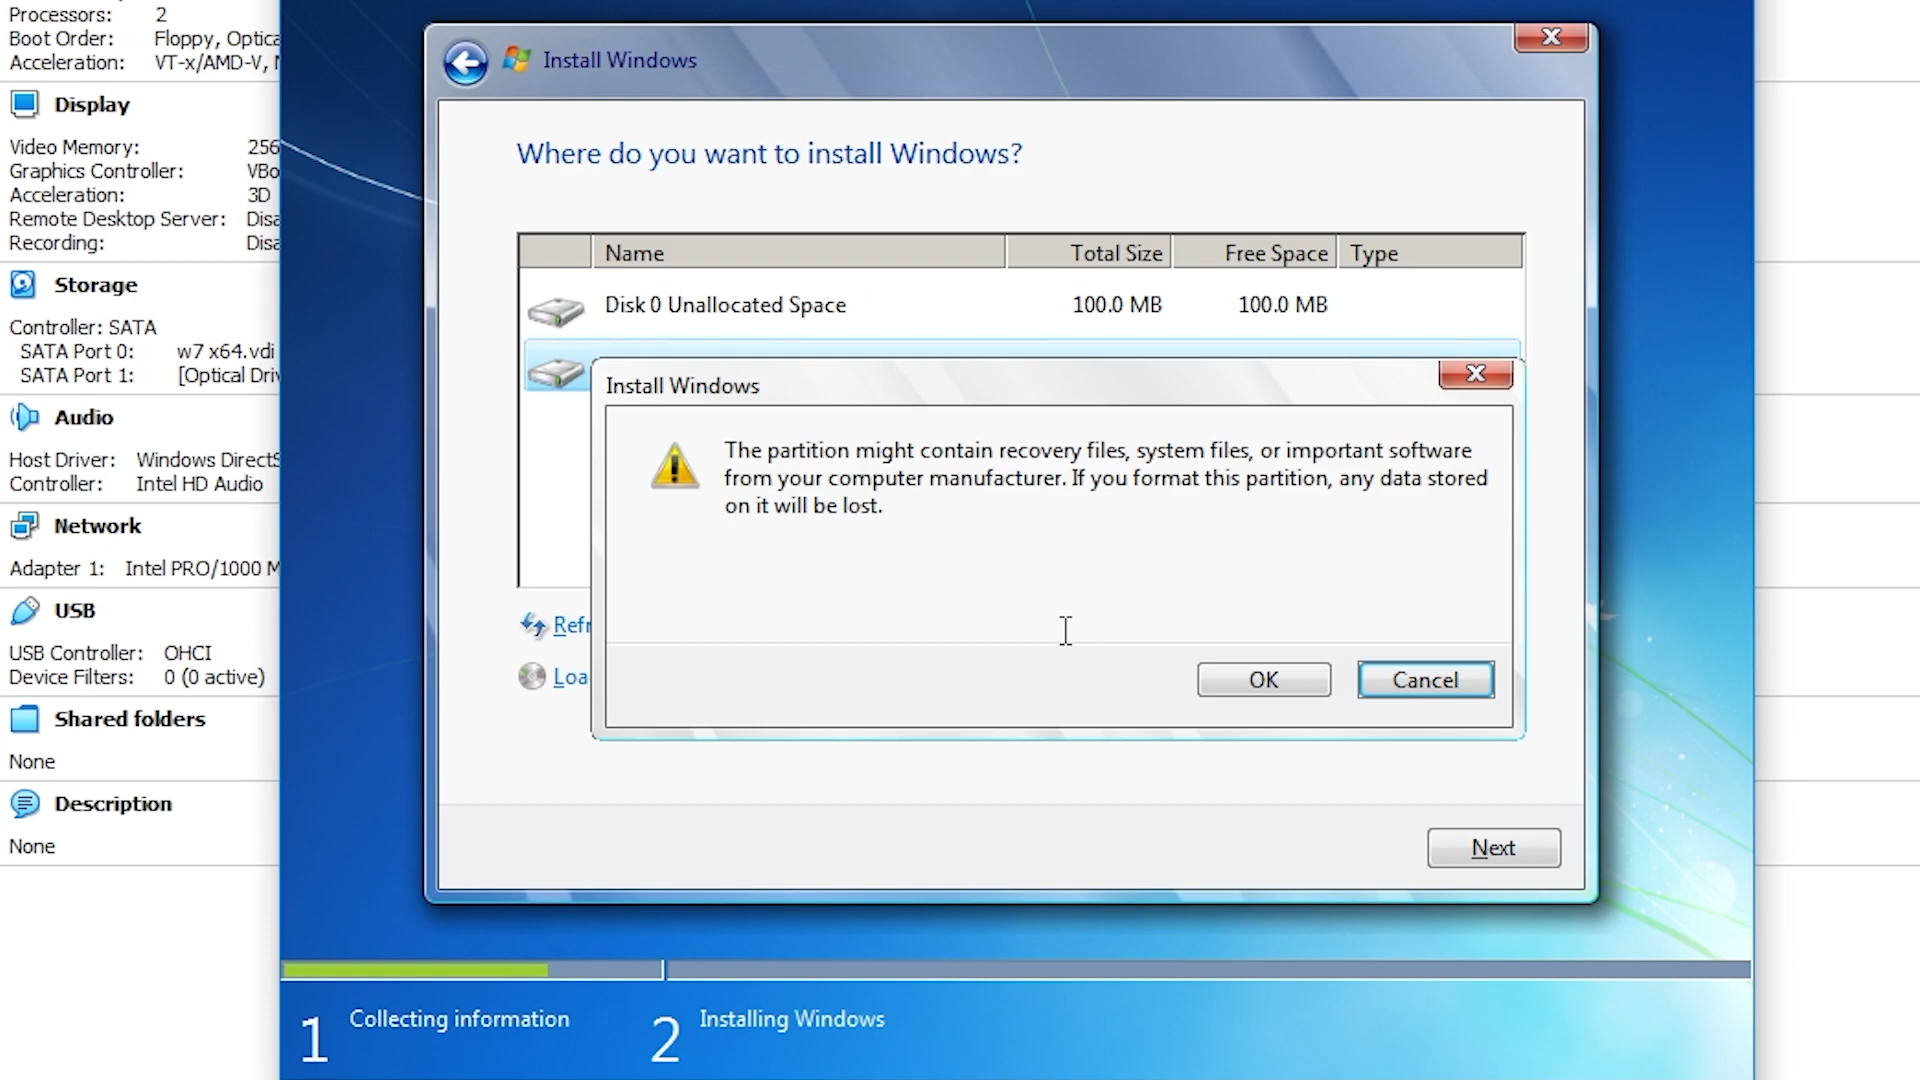 Processors: 2
Boot Order: Floppy, Optica
Acceleration: VT-x/AMD-V, N
Display
Video Memory: 256
Graphics Controller: VBo
Acceleration: 3D
Remote Desktop Server: Disa
Recording: Disa
Storage
Controller: SATA
SATA Port 0: w7 x64.vdi
SATA Port 1: [Optical Driv
Audio
Host Driver: Windows DirectS
Controller: Intel HD Audio
Network
Adapter 1: Intel PRO/1000 M
USB
USB Controller: OHCI
Device Filters: 0 (0 active)
Shared folders
None
Description
None
Install Windows
Where do you want to install Windows?
Name Total Size Free Space Type
Disk 0 Unallocated Space 100.0 MB 100.0 MB
Install Windows
The partition might contain recovery files, system files, or important software
from your computer manufacturer. If you format this partition, any data stored
on it will be lost.
OK Cancel
Refr
Loa
Next
1 Collecting information
2 Installing Windows